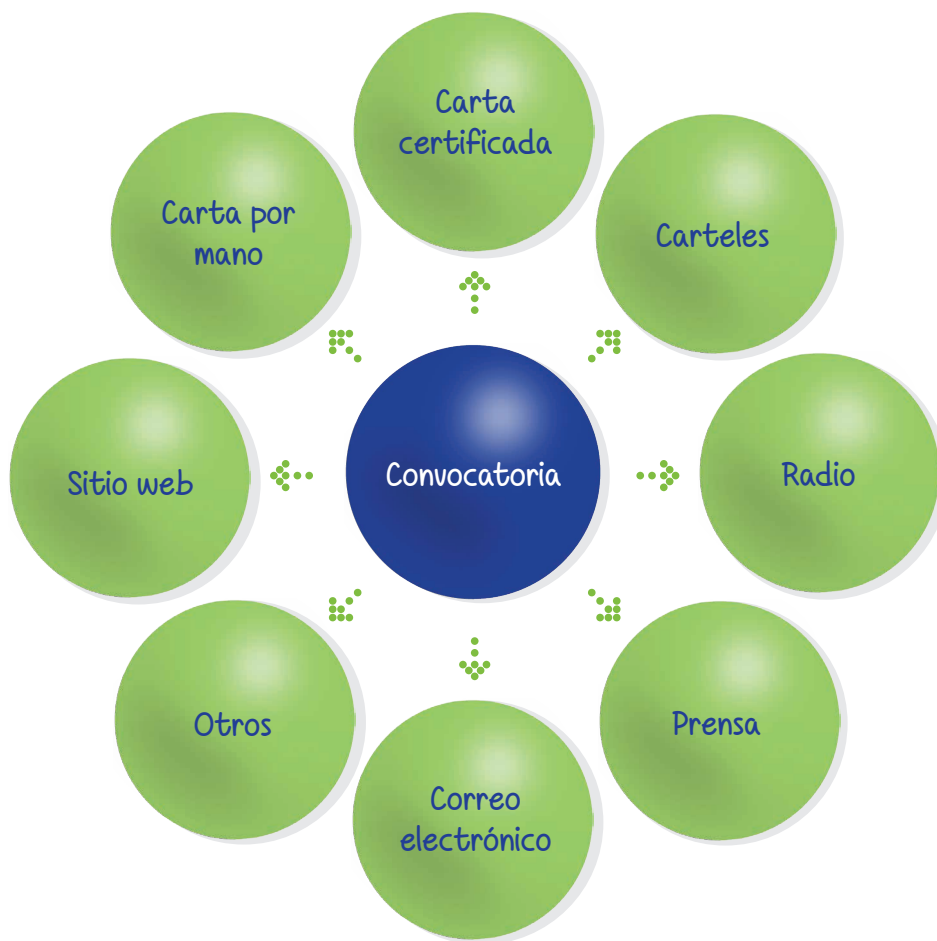 Carta
certificada
Carta por
mano
Carteles
Sitio web
Convocatoria
Radio
Otros
Prensa
Correo
electrónico